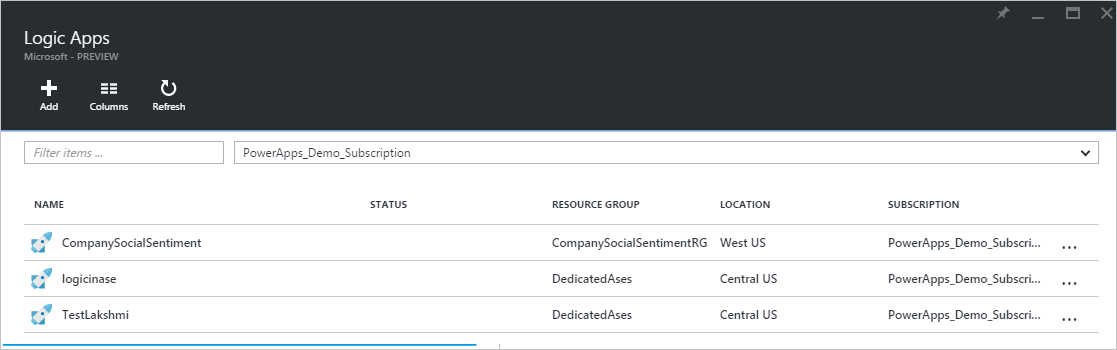 Logic Apps
Microsoft - PREVIEW
Add Columns Refresh
Filter items ... PowerApps_Demo_Subscription
NAME STATUS RESOURCE GROUP LOCATION SUBSCRIPTION
CompanySocialSentiment CompanySocialSentimentRG West US PowerApps_Demo_Subscri... ...
logicinase DedicatedAses Central US PowerApps_Demo_Subscri... ...
TestLakshmi DedicatedAses Central US PowerApps_Demo_Subscri... ...